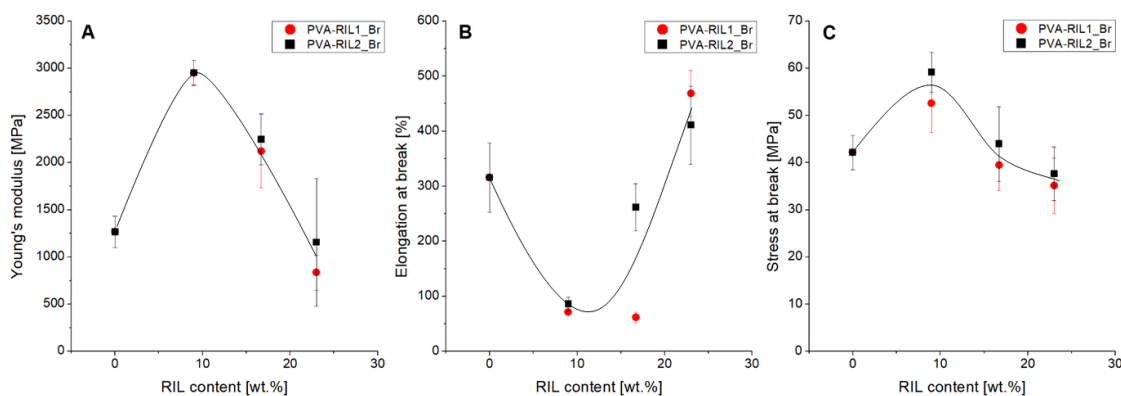 A
PVA-RIL1_Br
PVA-RIL2_Br
3500
3000
2500
2000
1500
1000
500
0
Young's modulus [MPa]
0 10 20 30
RIL content [wt.%]
B
PVA-RIL1_Br
PVA-RIL2_Br
600
500
400
300
200
100
0
Elongation at break [%]
0 10 20 30
RIL content [wt.%]
C
PVA-RIL1_Br
PVA-RIL2_Br
70
60
50
40
30
20
10
0
Stress at break [MPa]
0 10 20 30
RIL content [wt.%]